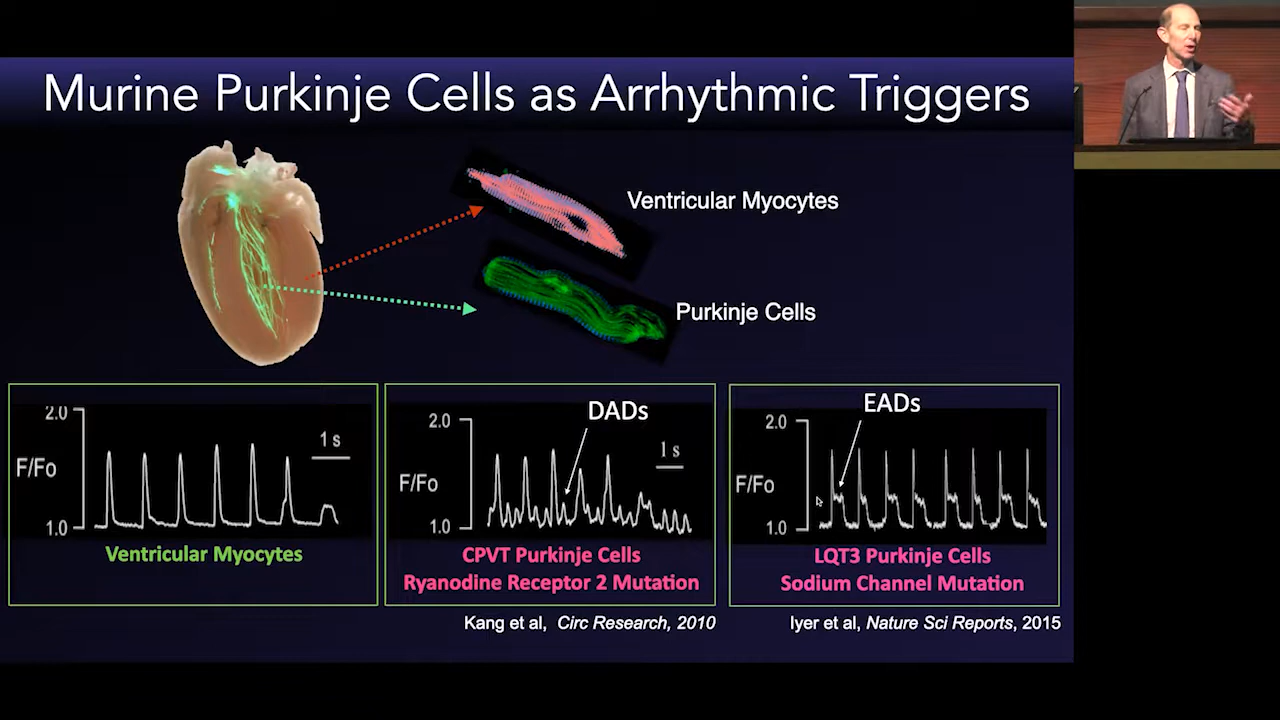 Murine Purkinje Cells as Arrhythmic Triggers
Ventricular Myocytes
Purkinje Cells
2.0
F/Fo
1.0
1 s
Ventricular Myocytes
DADs
2.0
F/Fo
1.0
1 s
CPVT Purkinje Cells
Ryanodine Receptor 2 Mutation
EADs
2.0
F/Fo
1.0
LQT3 Purkinje Cells
Sodium Channel Mutation
Kang et al, Circ Research, 2010
Iyer et al, Nature Sci Reports, 2015